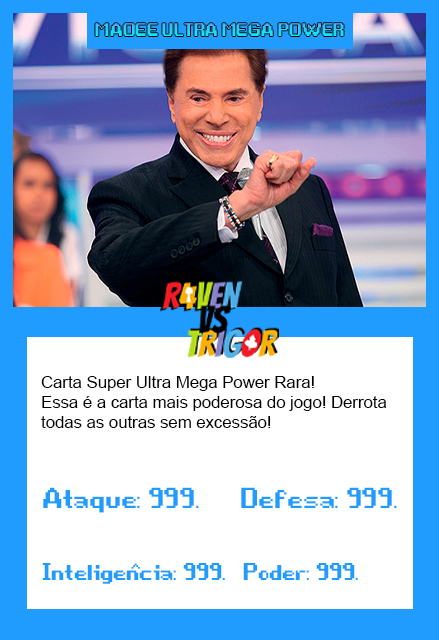 MAOEE ULTRA MEGA POWER
R4VEN
VS
TRIGOR
Carta Super Ultra Mega Power Rara!
Essa é a carta mais poderosa do jogo! Derrota
todas as outras sem excessão!
Ataque: 999. Defesa: 999.
Inteligência: 999. Poder: 999.